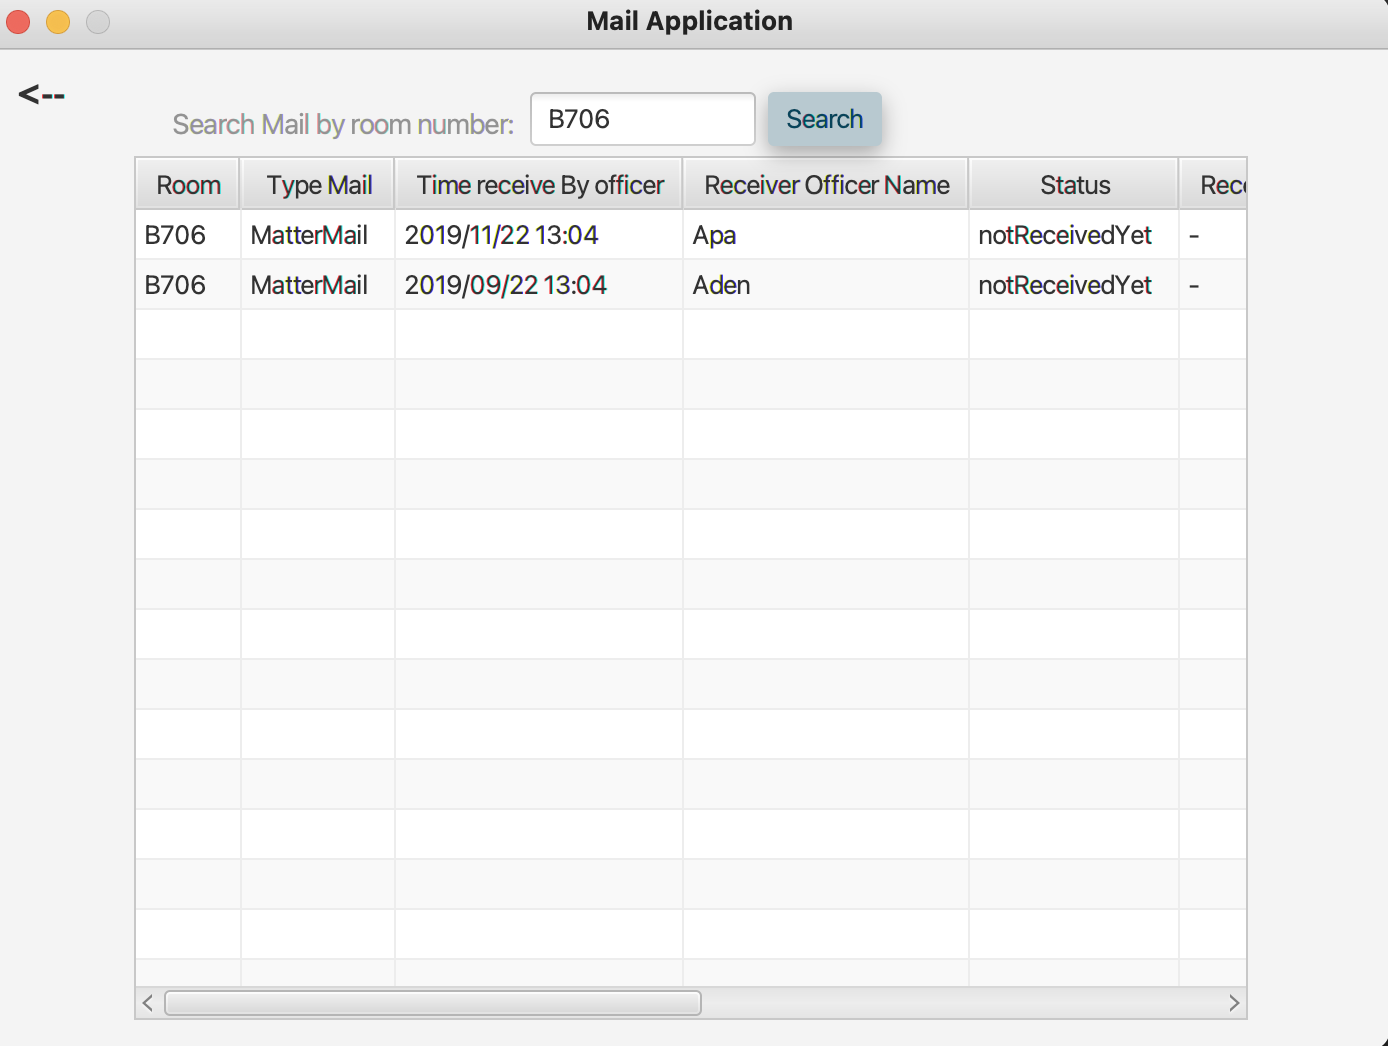 Mail Application
<--
Search Mail by room number: B706 Search
Room Type Mail Time receive By officer Receiver Officer Name Status
B706 MatterMail 2019/11/22 13:04 Apa notReceivedYet -
B706 MatterMail 2019/09/22 13:04 Aden notReceivedYet -